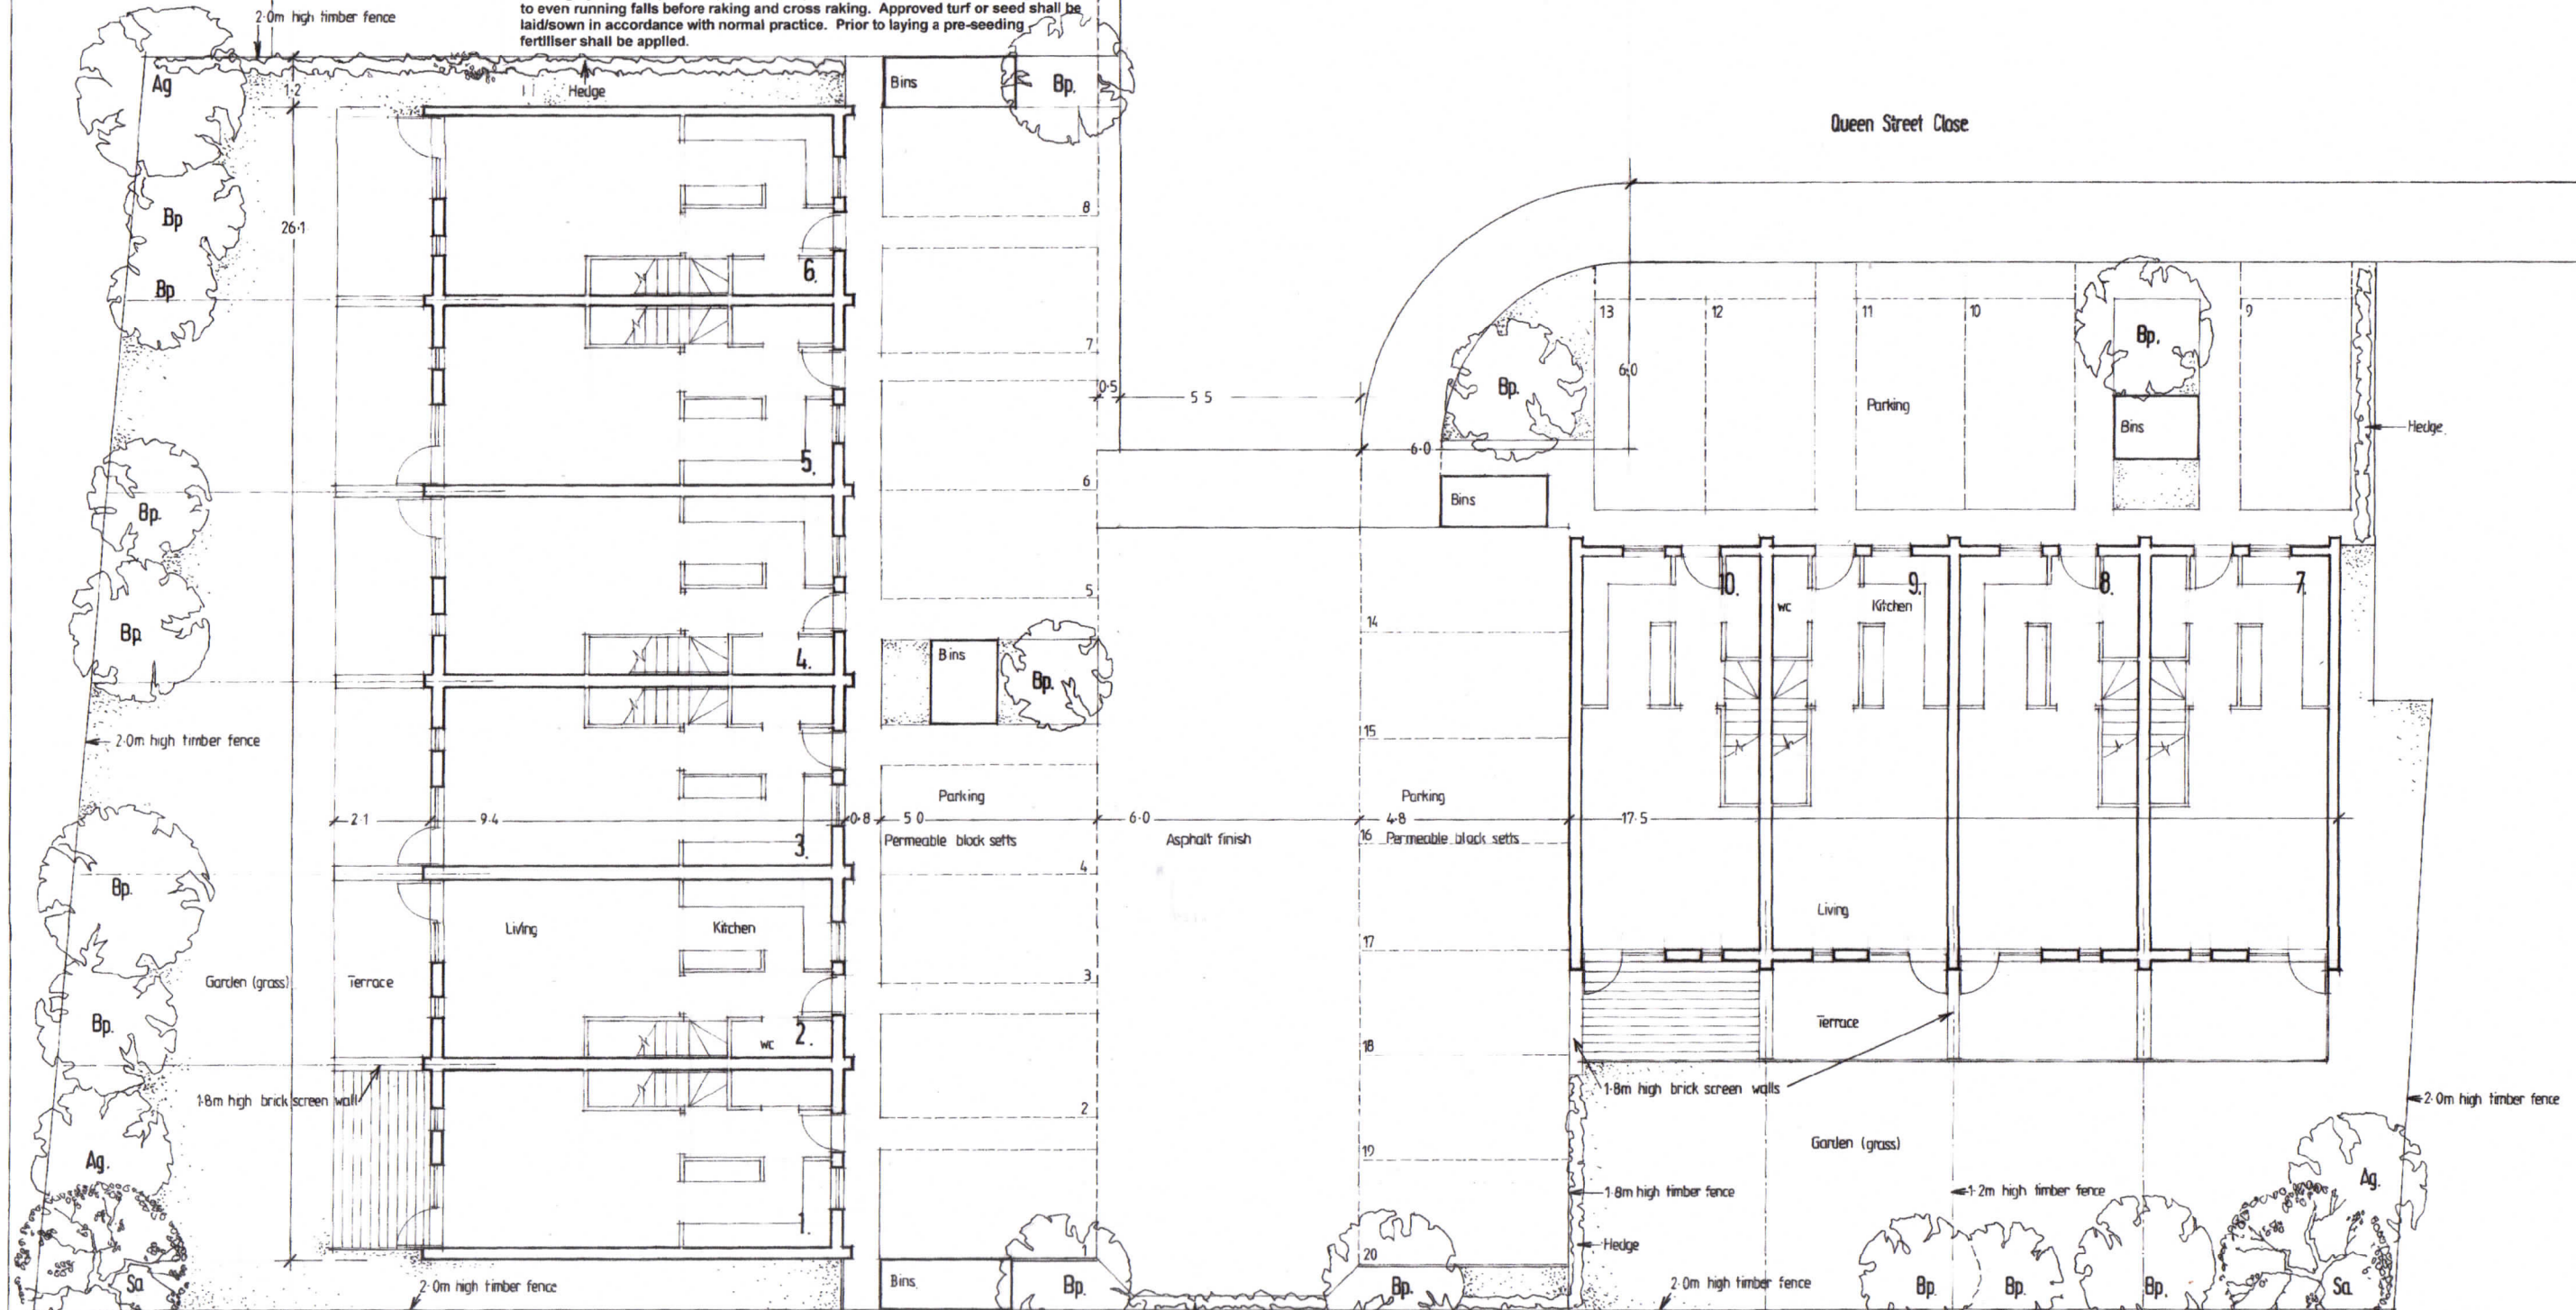 to even running falls before raking and cross raking. Approved turf or seed shall be
laid/sown in accordance with normal practice. Prior to laying a pre-seeding
fertiliser shall be applied.
2·0m high timber fence
Ag
1·2
Hedge
Bins
Bp.
Queen Street Close
Bp
26·1
8
6.
Bp
13
12
11
10
Bp.
9
7
6·0
0·5
5 5
Bp.
Parking
Bins
Hedge
6·0
5.
6
Bins
Bp.
5
10.
9.
8.
7.
WC
Kitchen
14
Bp.
4.
Bins
Bp.
2·0m high timber fence
15
Parking
Parking
2·1
9·4
0·8
5 0
6·0
4·8
17·5
3.
Permeable block setts
Asphalt finish
16
Permeable block setts
4
Bp.
Living
Kitchen
Living
17
Garden (grass)
Terrace
3
Bp.
2.
WC
Terrace
18
1·8m high brick screen wall
1·8m high brick screen walls
2·0m high timber fence
2
Garden (grass)
Ag.
19
1·8m high timber fence
1·2m high timber fence
Ag.
1.
Hedge
1
20
Sa
2·0m high timber fence
Bins
Bp.
Bp.
2·0m high timber fence
Bp.
Bp.
Bp.
Sa